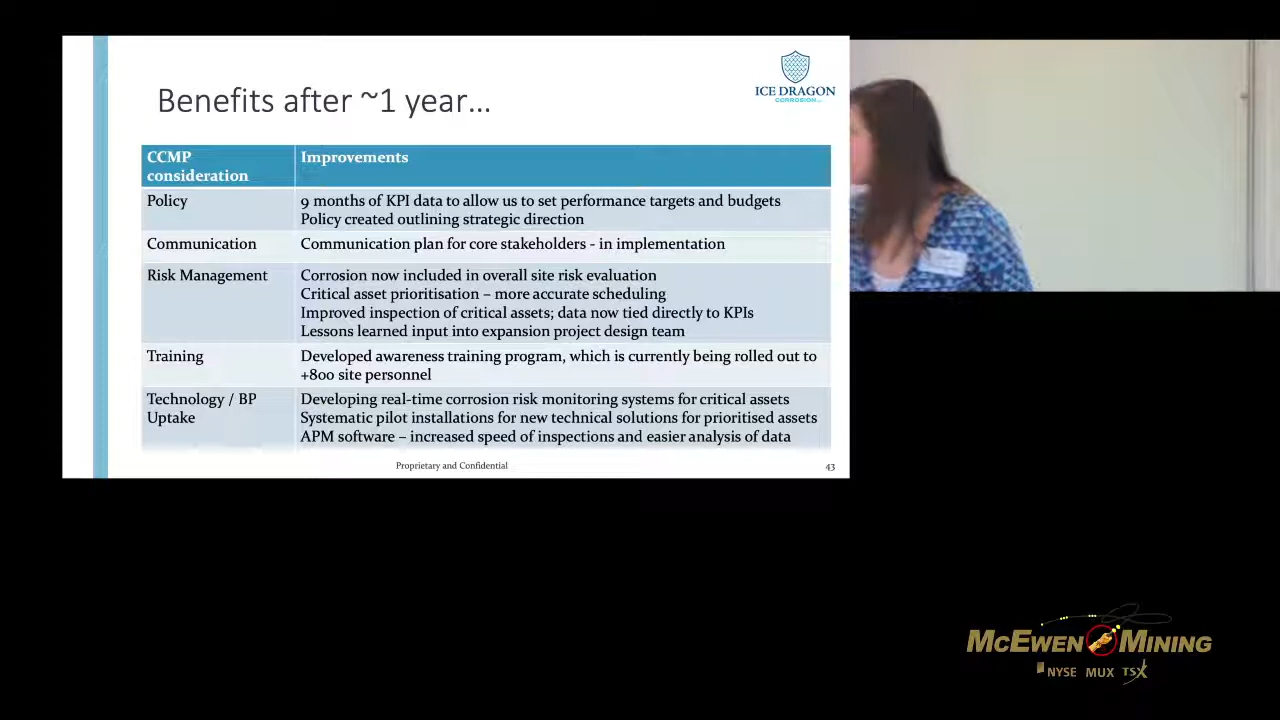 Benefits after ~1 year...
ICE DRAGON
CORROSION
CCMP
consideration
Improvements
Policy
9 months of KPI data to allow us to set performance targets and budgets
Policy created outlining strategic direction
Communication
Communication plan for core stakeholders - in implementation
Risk Management
Corrosion now included in overall site risk evaluation
Critical asset prioritisation – more accurate scheduling
Improved inspection of critical assets; data now tied directly to KPIs
Lessons learned input into expansion project design team
Training
Developed awareness training program, which is currently being rolled out to
+800 site personnel
Technology / BP
Uptake
Developing real-time corrosion risk monitoring systems for critical assets
Systematic pilot installations for new technical solutions for prioritised assets
APM software – increased speed of inspections and easier analysis of data
Proprietary and Confidential
43
MCEWEN MINING
NYSE MUX TSX